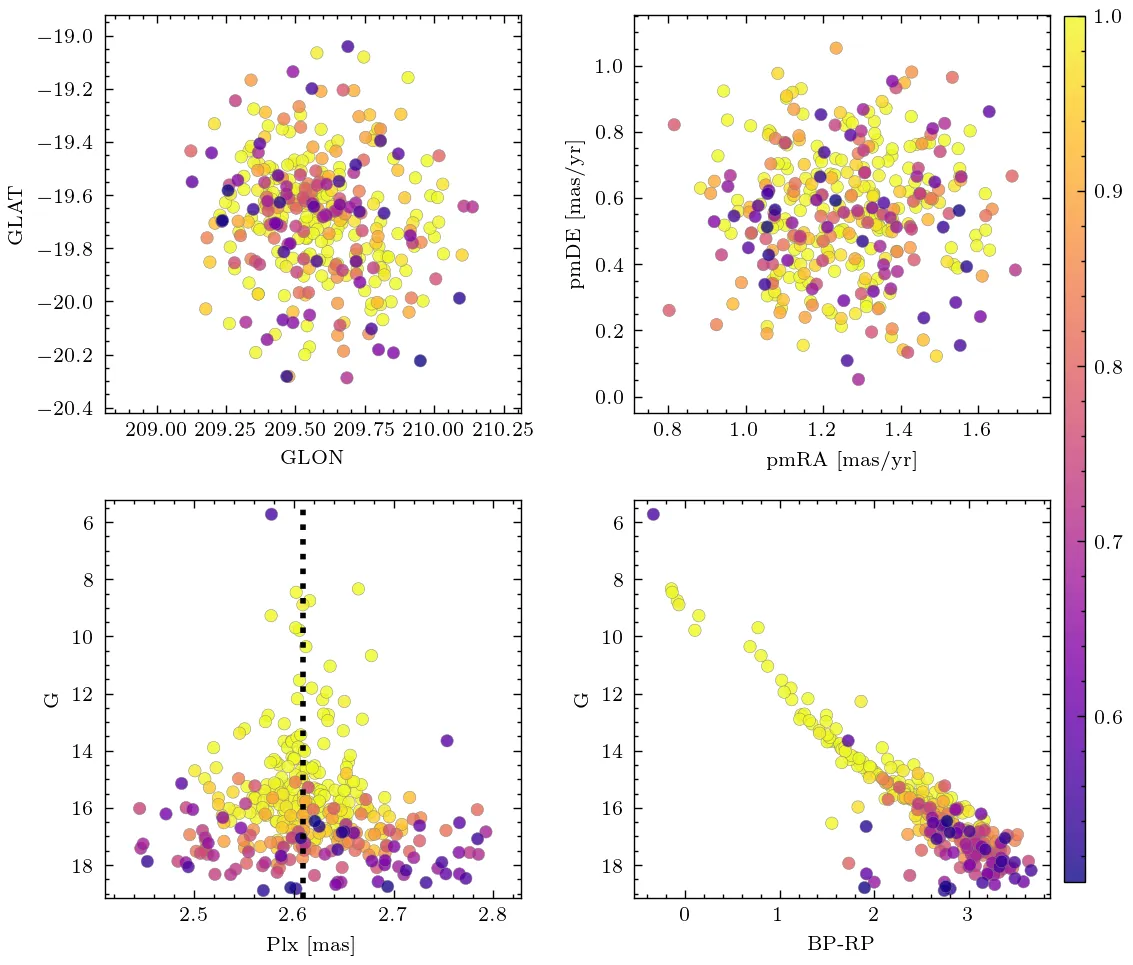 −19.0
−19.2
−19.4
−19.6
−19.8
−20.0
−20.2
−20.4
GLAT
209.00 209.25 209.50 209.75 210.00 210.25
GLON
1.0
0.8
0.6
0.4
0.2
0.0
pmDE [mas/yr]
0.8 1.0 1.2 1.4 1.6
pmRA [mas/yr]
6
8
10
12
14
16
18
G
2.5 2.6 2.7 2.8
Plx [mas]
6
8
10
12
14
16
18
G
0 1 2 3
BP-RP
1.0
0.9
0.8
0.7
0.6